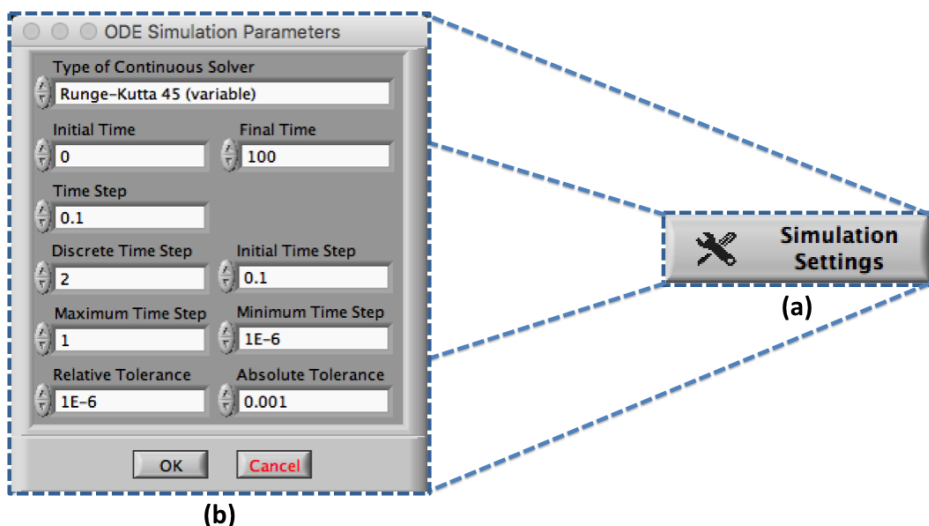 ODE Simulation Parameters
Type of Continuous Solver
Runge-Kutta 45 (variable)
Initial Time Final Time
0 100
Time Step
0.1
Discrete Time Step Initial Time Step
2 0.1
Maximum Time Step Minimum Time Step
1 1E-6
Relative Tolerance Absolute Tolerance
1E-6 0.001
OK Cancel
(b)
Simulation
Settings
(a)